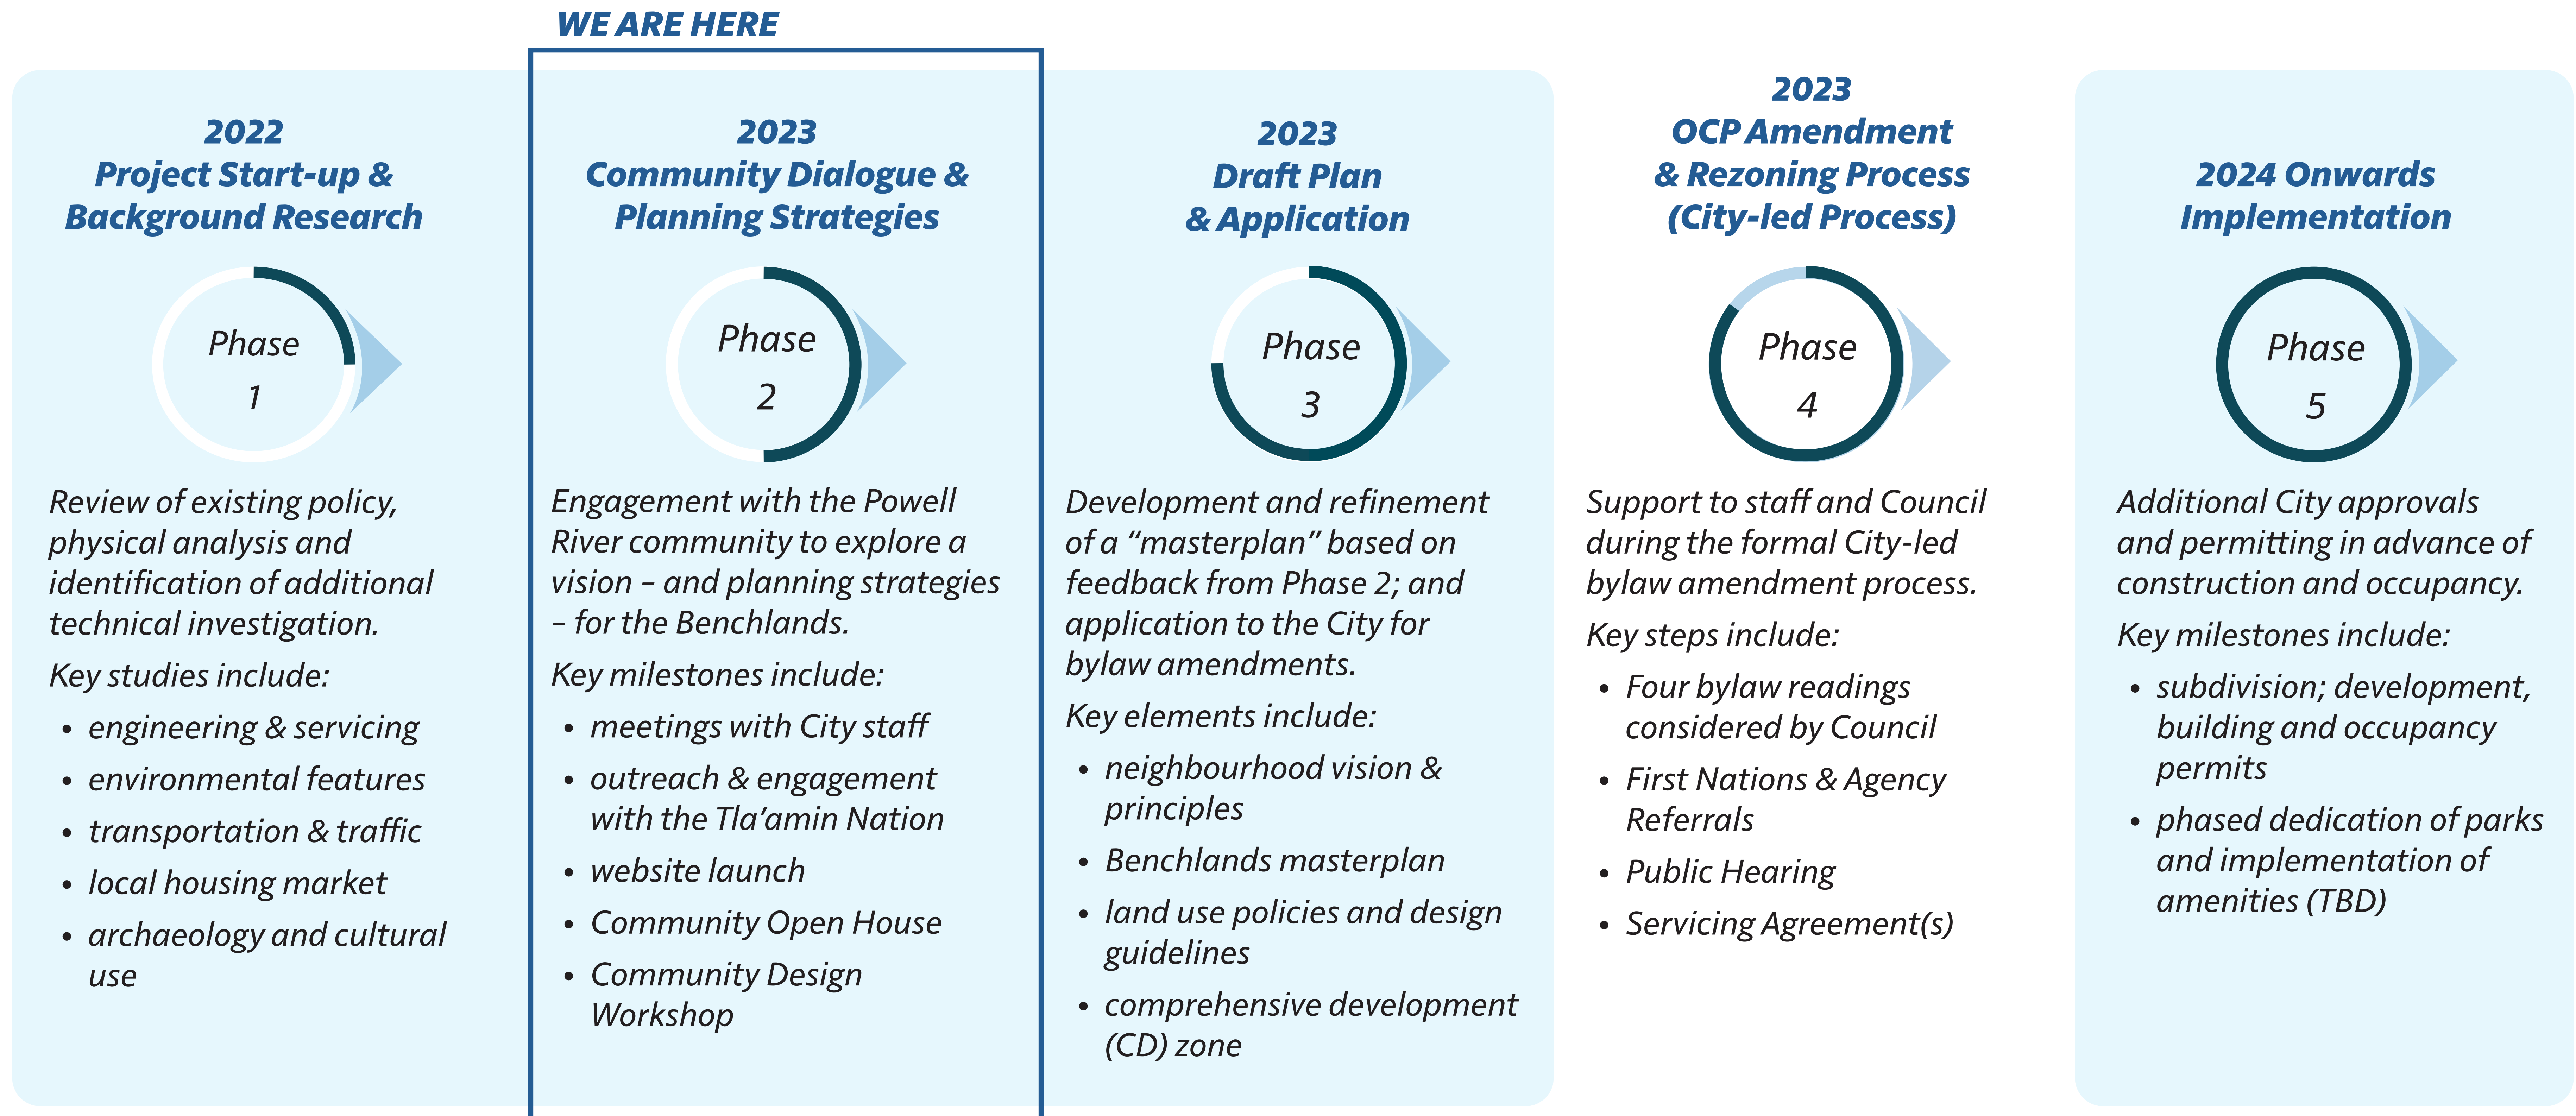 WE ARE HERE
2022
Project Start-up &
Background Research
Phase
1
Review of existing policy,
physical analysis and
identification of additional
technical investigation.
Key studies include:
• engineering & servicing
• environmental features
• transportation & traffic
• local housing market
• archaeology and cultural
use
2023
Community Dialogue &
Planning Strategies
Phase
2
Engagement with the Powell
River community to explore a
vision – and planning strategies
– for the Benchlands.
Key milestones include:
• meetings with City staff
• outreach & engagement
with the Tla’amin Nation
• website launch
• Community Open House
• Community Design
Workshop
2023
Draft Plan
& Application
Phase
3
Development and refinement
of a “masterplan” based on
feedback from Phase 2; and
application to the City for
bylaw amendments.
Key elements include:
• neighbourhood vision &
principles
• Benchlands masterplan
• land use policies and design
guidelines
• comprehensive development
(CD) zone
2023
OCP Amendment
& Rezoning Process
(City-led Process)
Phase
4
Support to staff and Council
during the formal City-led
bylaw amendment process.
Key steps include:
• Four bylaw readings
considered by Council
• First Nations & Agency
Referrals
• Public Hearing
• Servicing Agreement(s)
2024 Onwards
Implementation
Phase
5
Additional City approvals
and permitting in advance of
construction and occupancy.
Key milestones include:
• subdivision; development,
building and occupancy
permits
• phased dedication of parks
and implementation of
amenities (TBD)